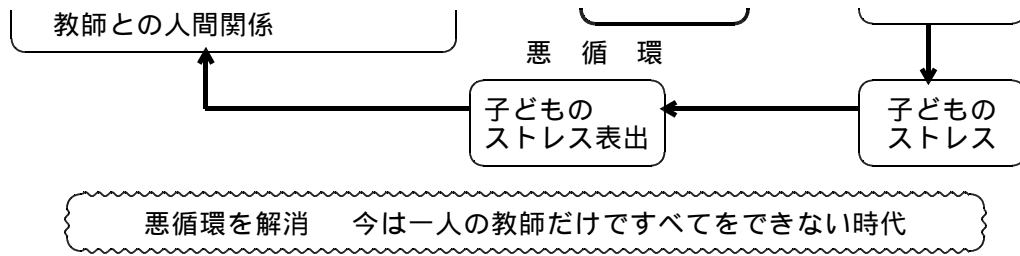 教師との人間関係
悪 循 環
子どもの
ストレス表出
子どもの
ストレス
悪循環を解消 今は一人の教師だけですべてをできない時代